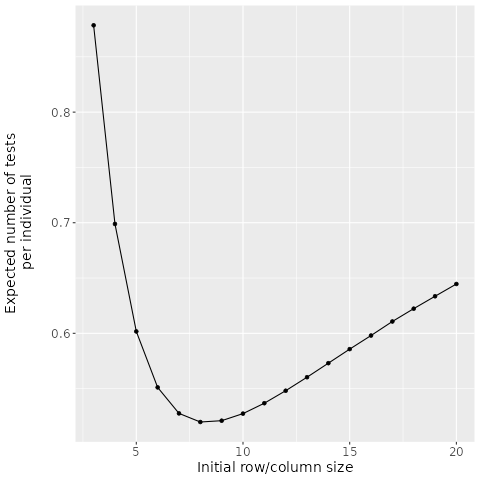 Expected number of tests
per individual
0.8
0.7
0.6
5 10 15 20
Initial row/column size